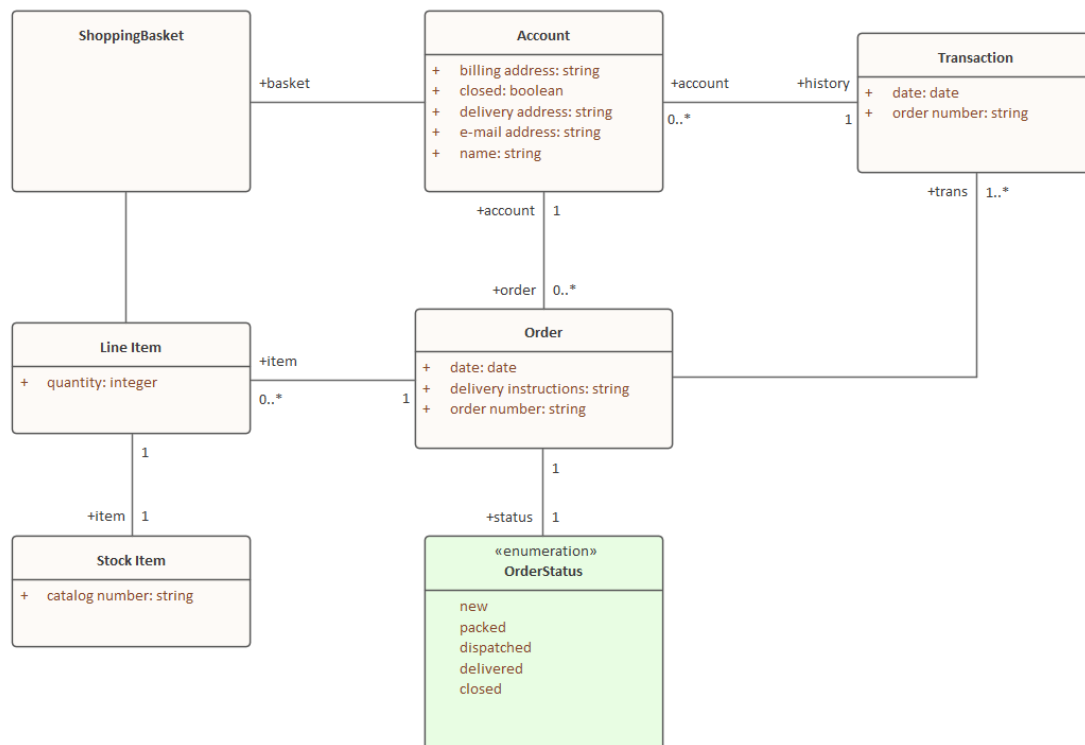 ShoppingBasket
+basket
Account
+ billing address: string
+ closed: boolean
+ delivery address: string
+ e-mail address: string
+ name: string
+account
0..*
+history
1
Transaction
+ date: date
+ order number: string
+trans
1..*
+account
1
+order
0..*
Line Item
+ quantity: integer
+item
0..*
1
Order
+ date: date
+ delivery instructions: string
+ order number: string
1
+item
1
Stock Item
+ catalog number: string
1
+status
1
«enumeration»
OrderStatus
new
packed
dispatched
delivered
closed